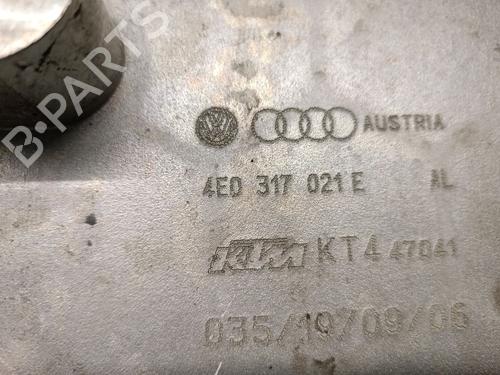 AUSTRIA
4E0 317 021 E AL
KTM KT4 47041
035/19/09/06
B-PARTS